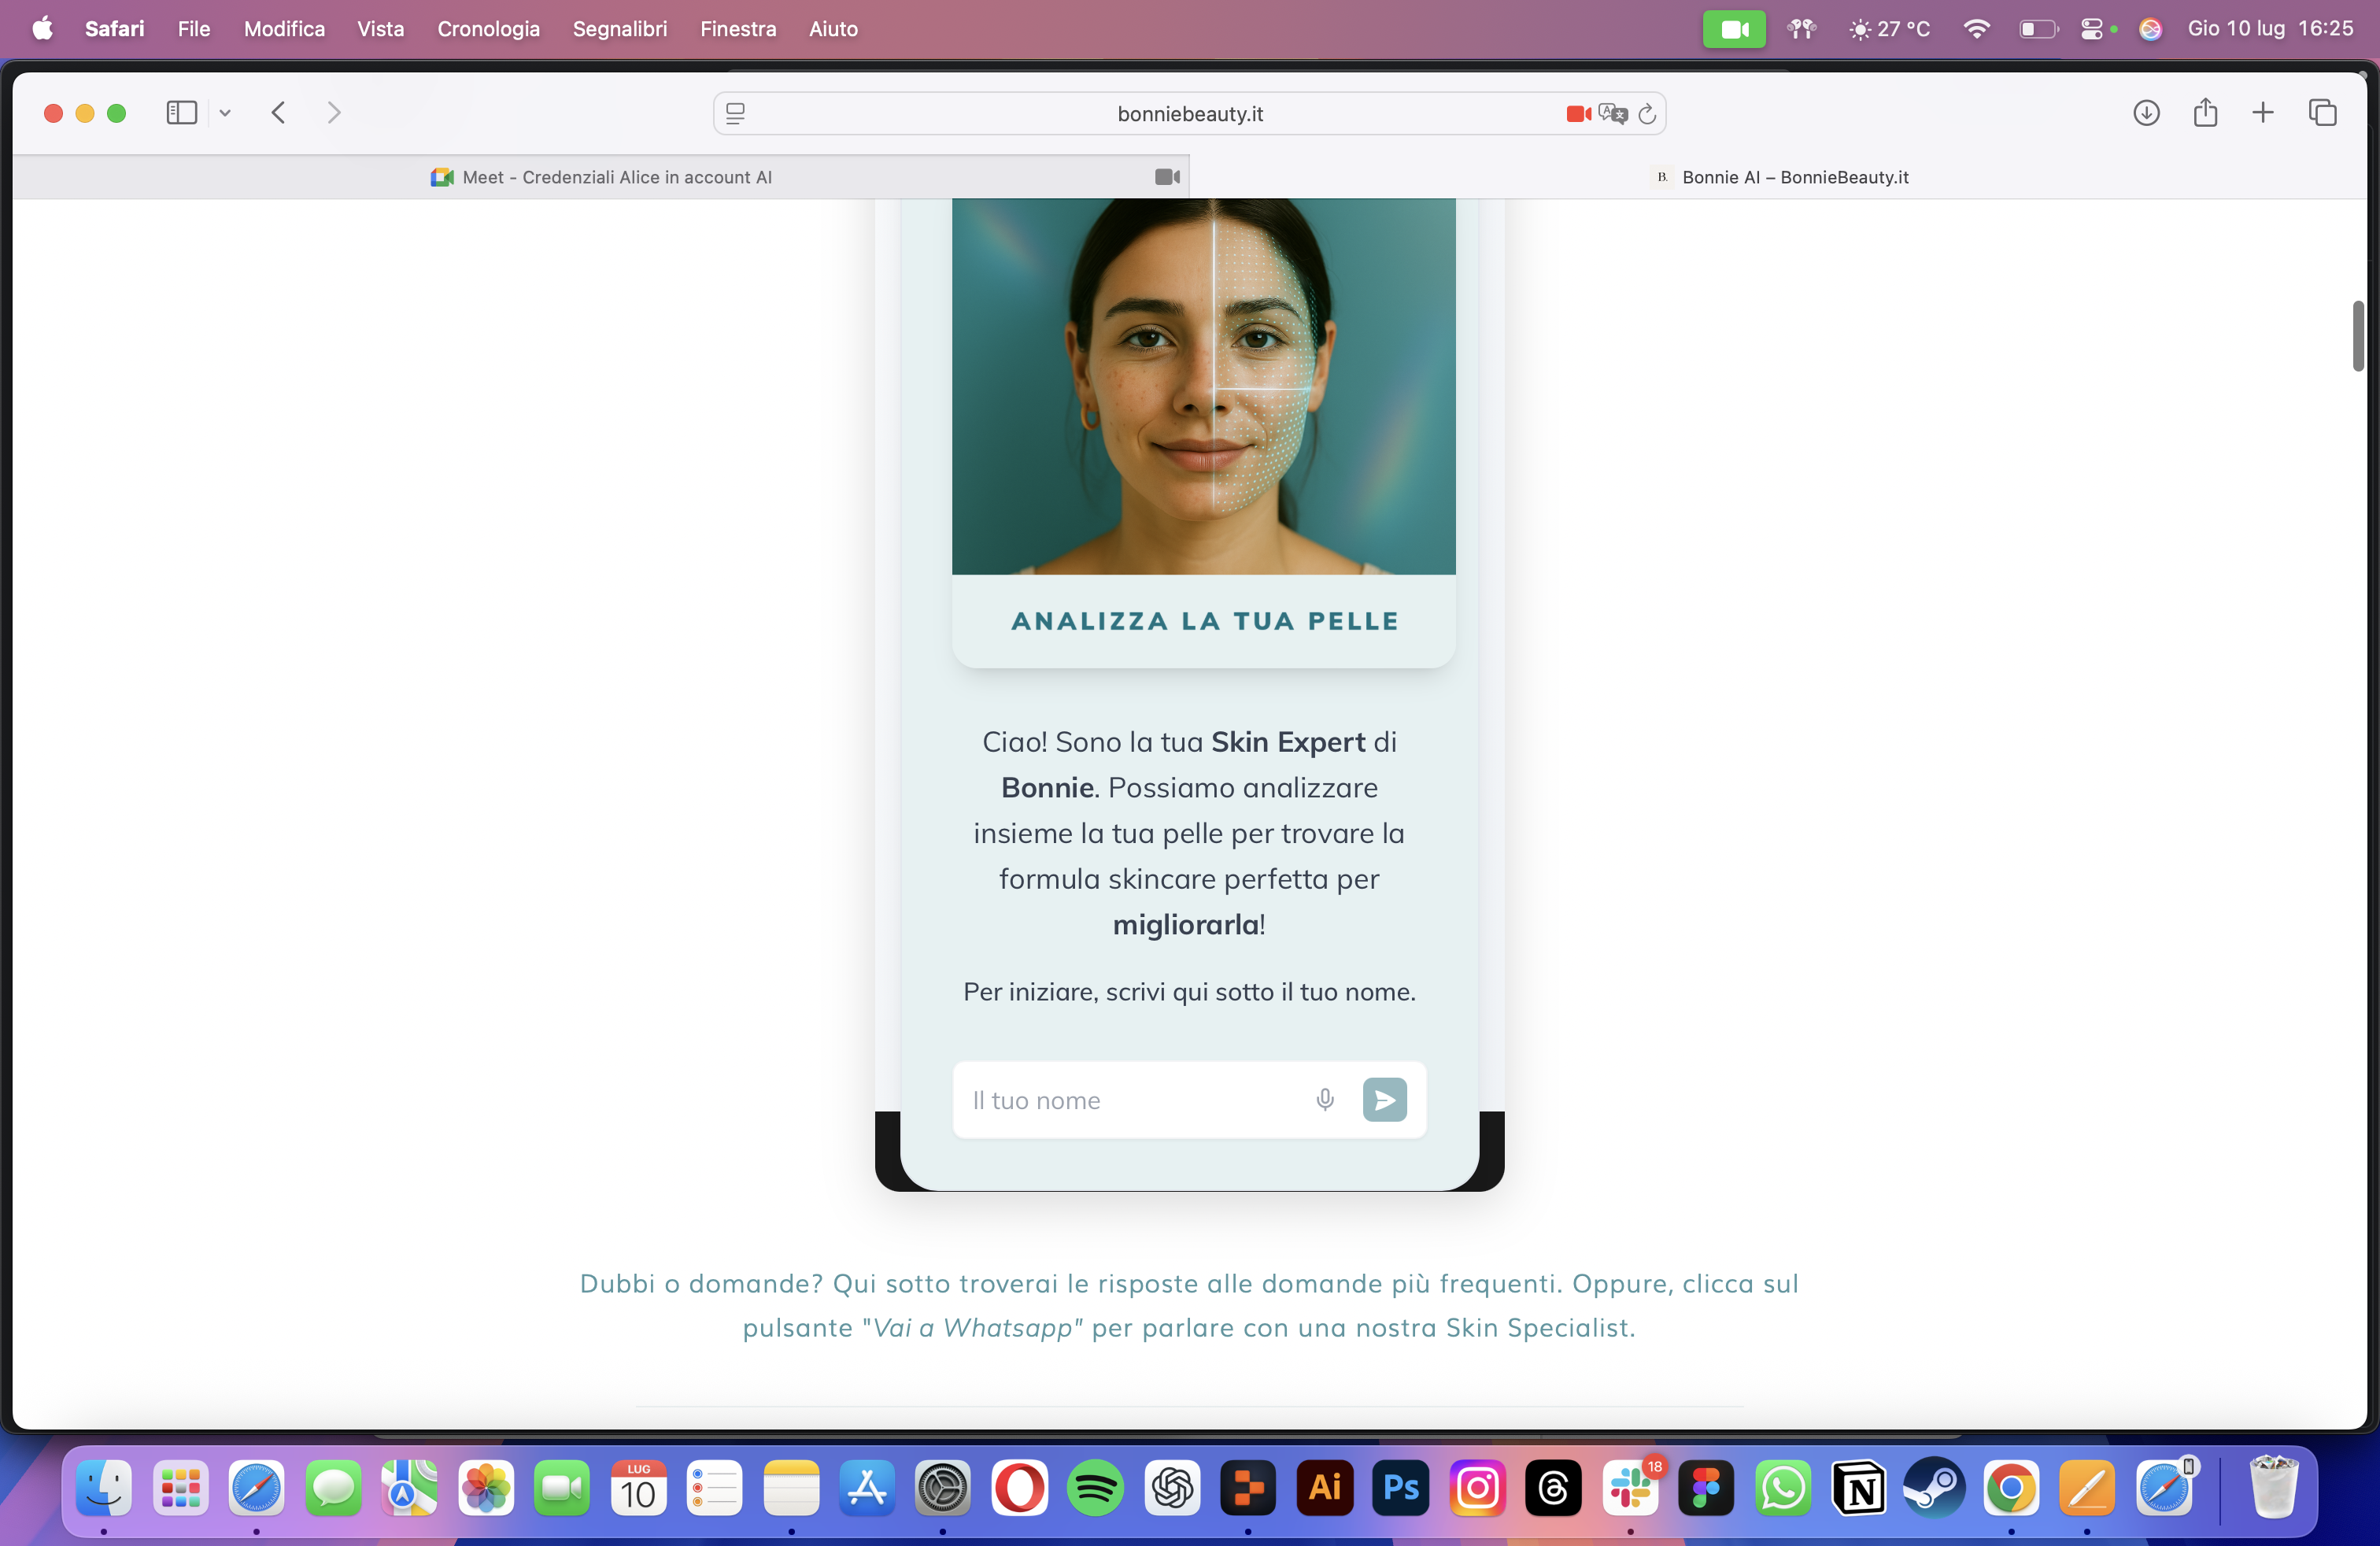 Safari File Modifica Vista Cronologia Segnalibri Finestra Aiuto 27 °C Gio 10 lug 16:25
bonniebeauty.it
Meet - Credenziali Alice in account AI
B. Bonnie AI – BonnieBeauty.it
ANALIZZA LA TUA PELLE
Ciao! Sono la tua Skin Expert di
Bonnie. Possiamo analizzare
insieme la tua pelle per trovare la
formula skincare perfetta per
migliorarla!
Per iniziare, scrivi qui sotto il tuo nome.
Il tuo nome
Dubbi o domande? Qui sotto troverai le risposte alle domande più frequenti. Oppure, clicca sul
pulsante "Vai a Whatsapp" per parlare con una nostra Skin Specialist.
LUG
10
Ai
Ps
18
N